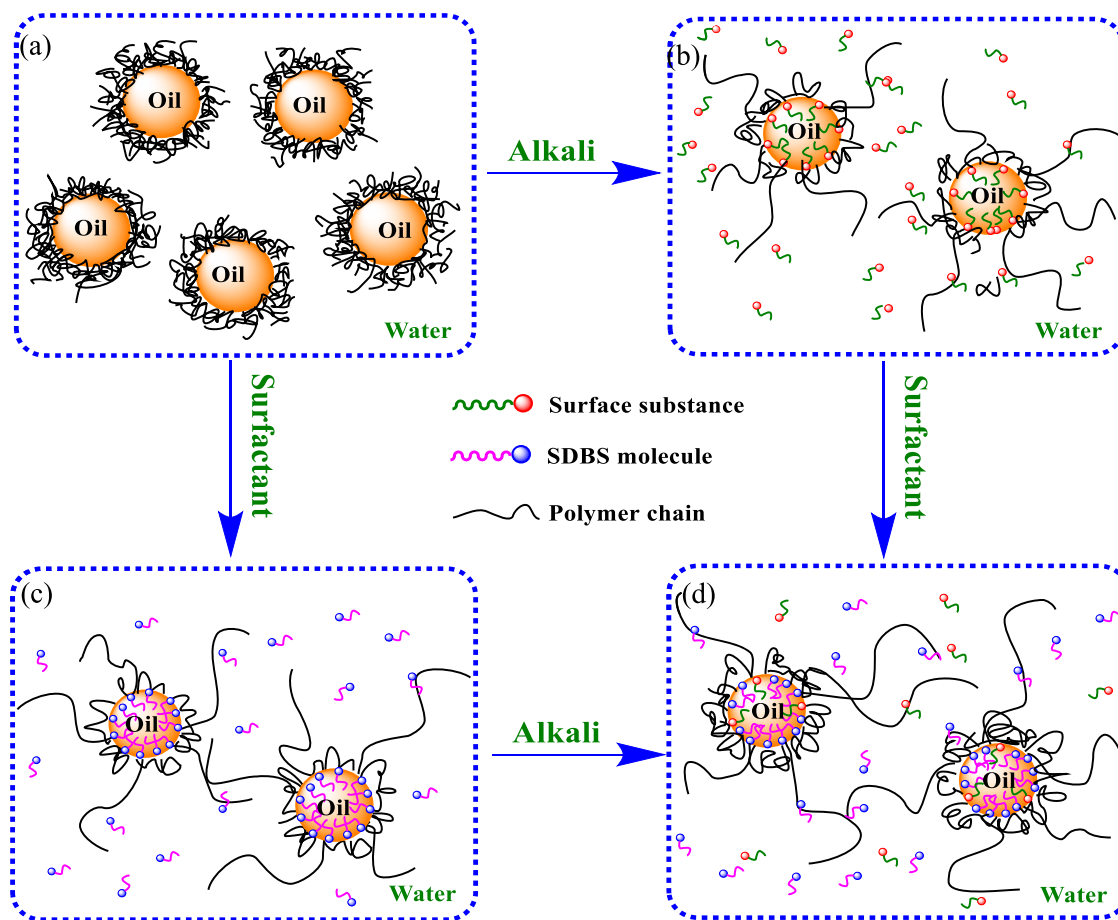 (a)
Oil
Oil
Oil
Oil
Oil
Water
Alkali
(b)
Oil
Oil
Water
Surfactant
Surface substance
SDBS molecule
Polymer chain
Surfactant
(c)
Oil
Oil
Water
Alkali
(d)
Oil
Oil
Water